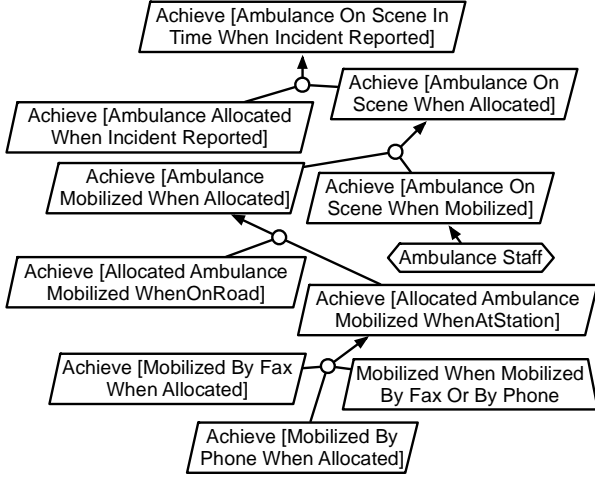 Achieve [Ambulance On Scene In
Time When Incident Reported]
Achieve [Ambulance On
Scene When Allocated]
Achieve [Ambulance Allocated
When Incident Reported]
Achieve [Ambulance
Mobilized When Allocated]
Achieve [Ambulance On
Scene When Mobilized]
Ambulance Staff
Achieve [Allocated Ambulance
Mobilized WhenOnRoad]
Achieve [Allocated Ambulance
Mobilized WhenAtStation]
Achieve [Mobilized By Fax
When Allocated]
Mobilized When Mobilized
By Fax Or By Phone
Achieve [Mobilized By
Phone When Allocated]